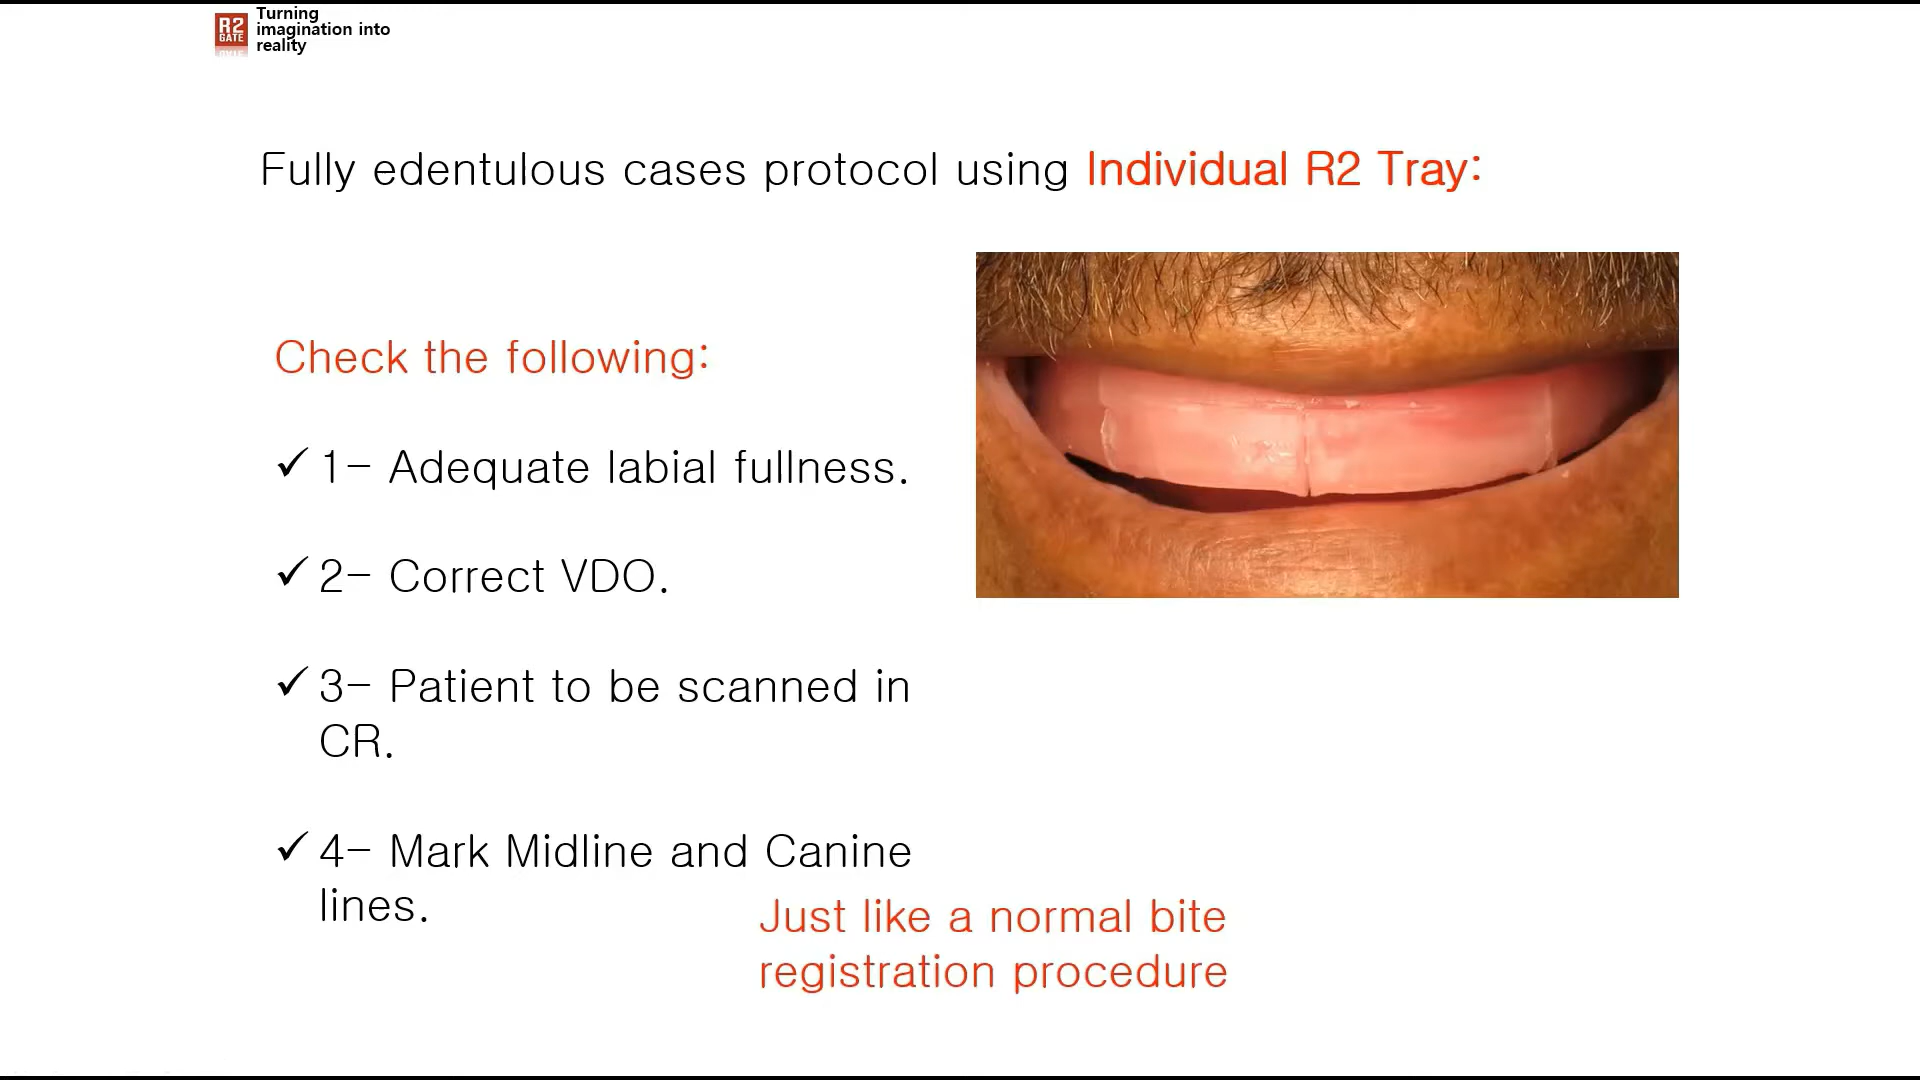 R2
GATE
Turning
imagination into
reality
Fully edentulous cases protocol using Individual R2 Tray:
Check the following:
✓ 1- Adequate labial fullness.
✓ 2- Correct VDO.
✓ 3- Patient to be scanned in
CR.
✓ 4- Mark Midline and Canine
lines.
Just like a normal bite
registration procedure